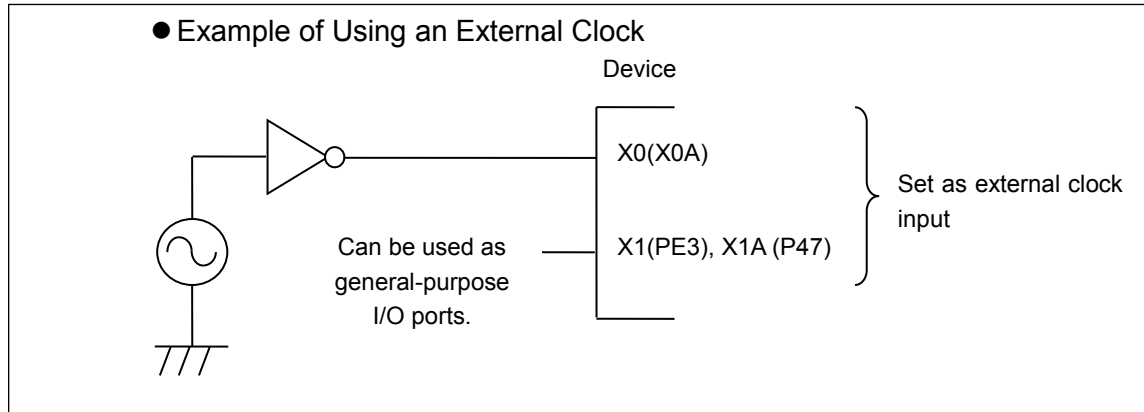 ● Example of Using an External Clock
Device
X0(X0A)
Set as external clock
input
Can be used as
general-purpose
I/O ports.
X1(PE3), X1A (P47)